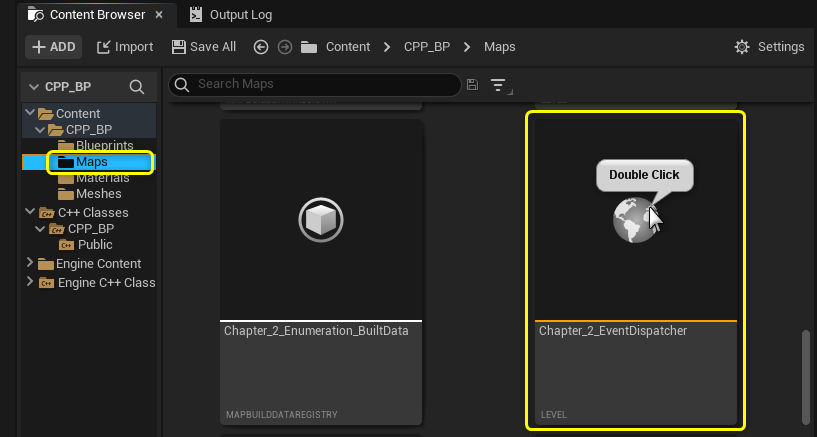 Content Browser
Output Log
ADD
Import
Save All
Content
CPP_BP
Maps
Settings
CPP_BP
Search Maps
Content
CPP_BP
Blueprints
Maps
Materials
Meshes
C++ Classes
CPP_BP
Public
Engine Content
Engine C++ Class
Double Click
Chapter_2_Enumeration_BuiltData
MAPBUILDDATAREGISTRY
Chapter_2_EventDispatcher
LEVEL